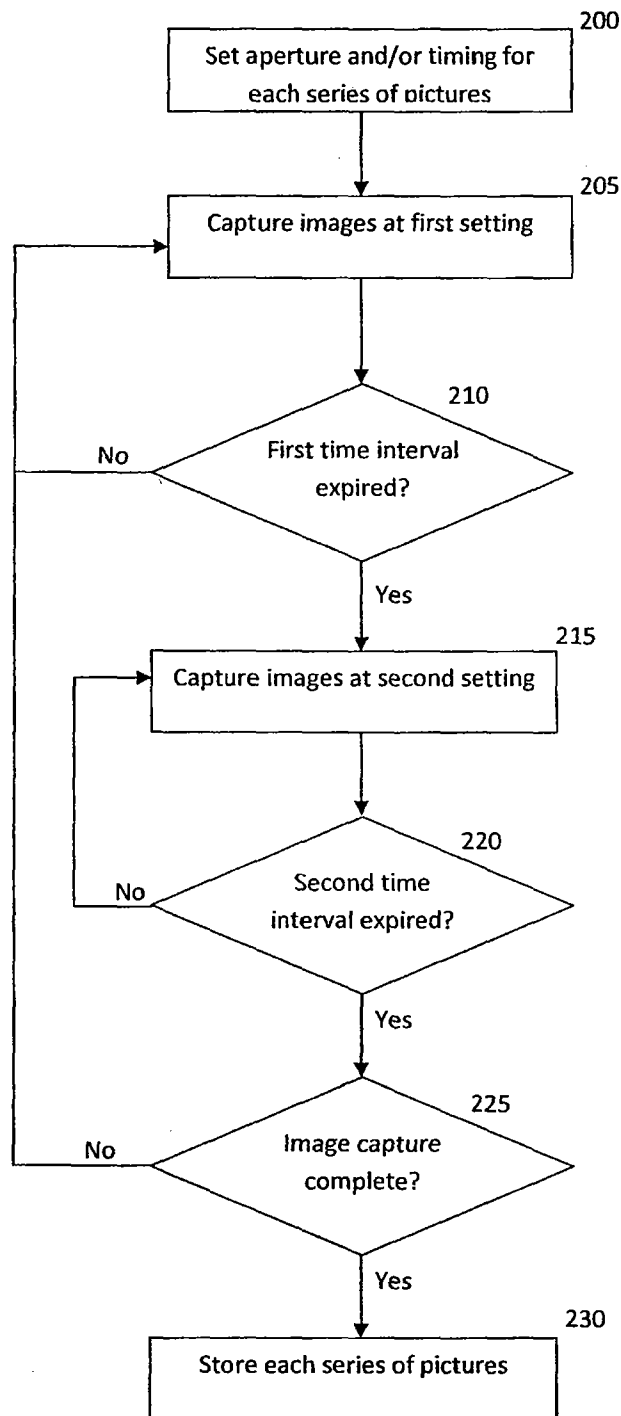 200
Set aperture and/or timing for
each series of pictures
205
Capture images at first setting
210
First time interval
expired?
No
Yes
215
Capture images at second setting
220
Second time
interval expired?
No
Yes
225
Image capture
complete?
No
Yes
230
Store each series of pictures